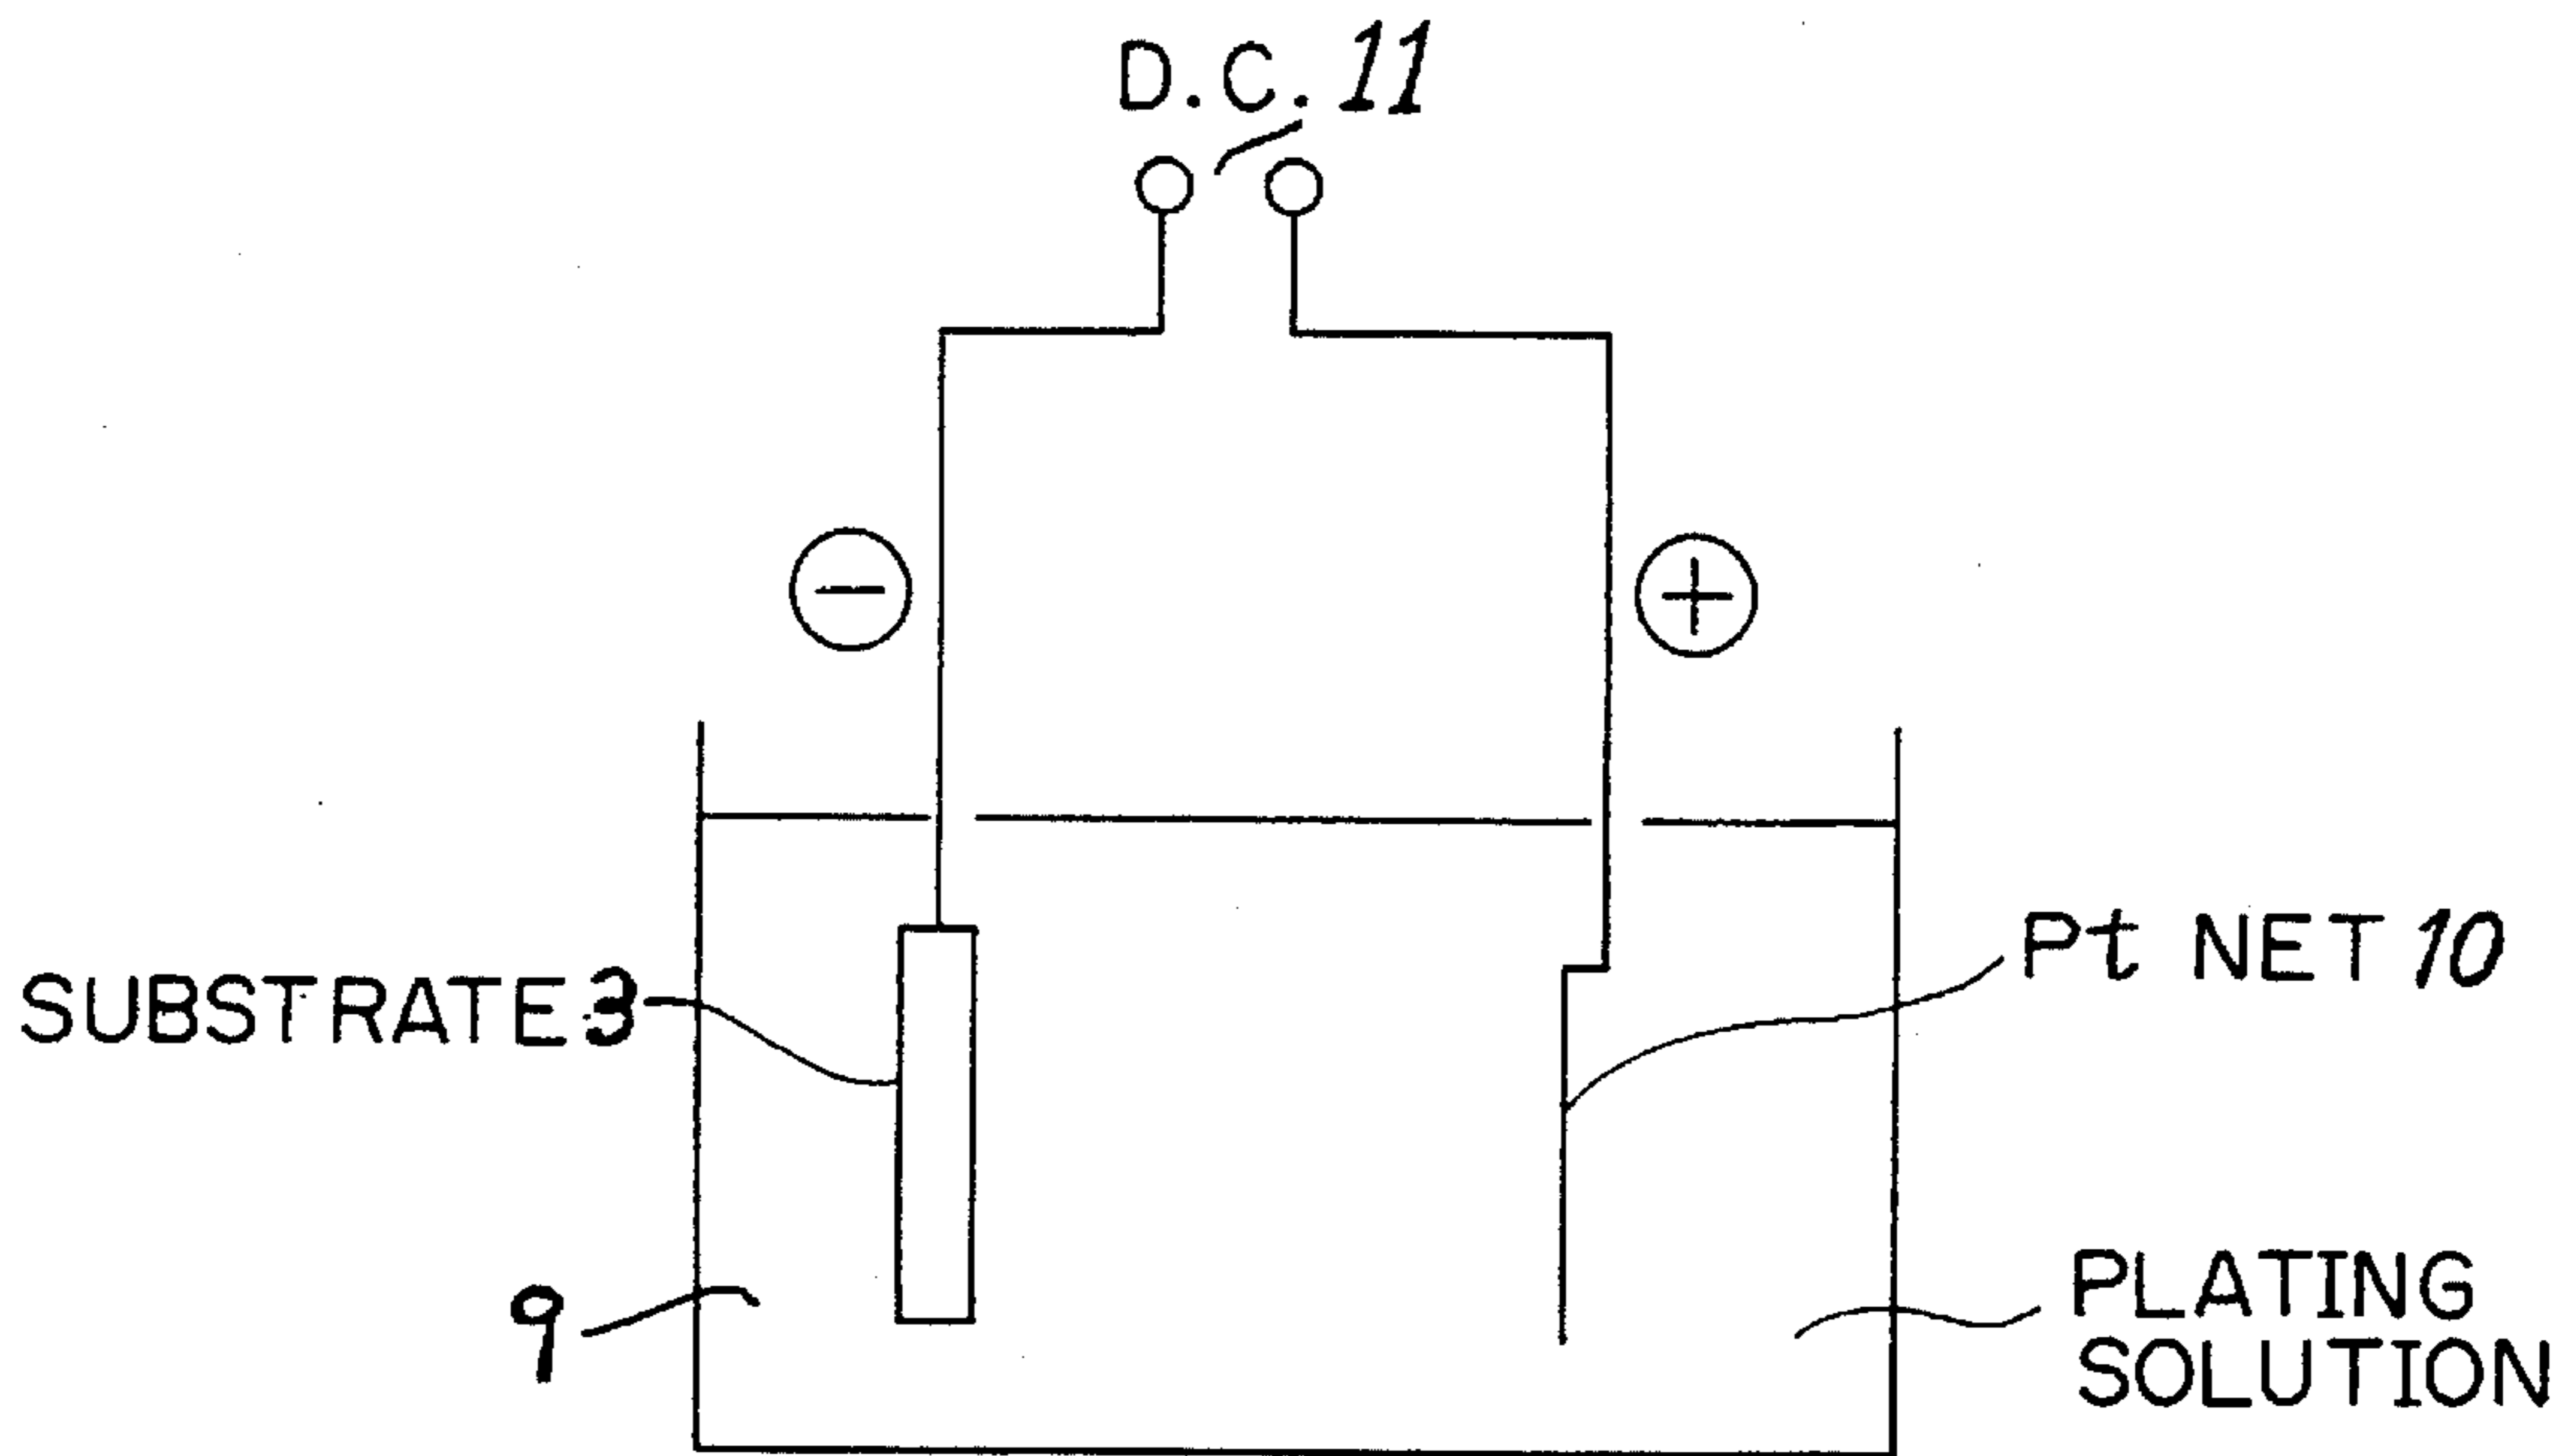 D.C. 11
⊖
⊕
Pt NET 10
SUBSTRATE 3
9
PLATING
SOLUTION